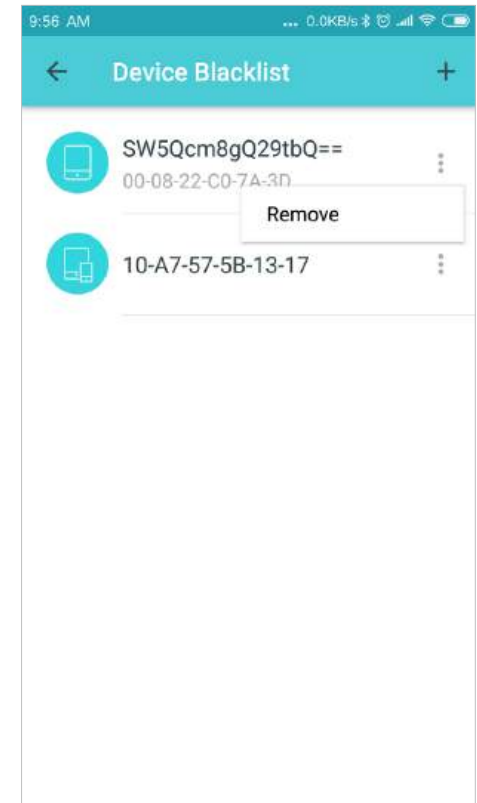 9:56 AM ... 0.0KB/s
Device Blacklist
SW5Qcm8gQ29tbQ==
00-08-22-C0-7A-3D
Remove
10-A7-57-5B-13-17